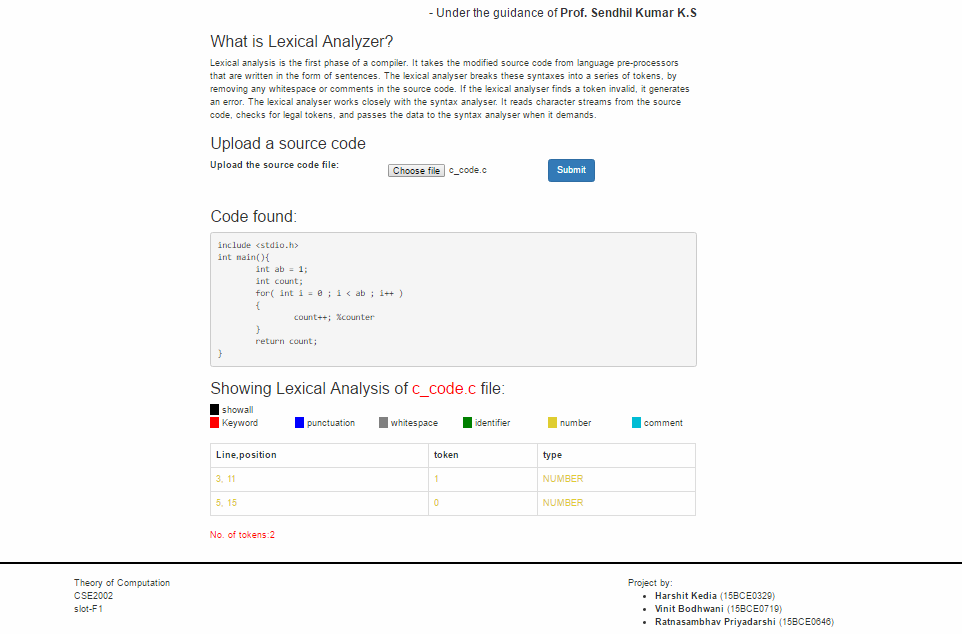 - Under the guidance of Prof. Sendhil Kumar K.S
What is Lexical Analyzer?
Lexical analysis is the first phase of a compiler. It takes the modified source code from language pre-processors
that are written in the form of sentences. The lexical analyser breaks these syntaxes into a series of tokens, by
removing any whitespace or comments in the source code. If the lexical analyser finds a token invalid, it generates
an error. The lexical analyser works closely with the syntax analyser. It reads character streams from the source
code, checks for legal tokens, and passes the data to the syntax analyser when it demands.
Upload a source code
Upload the source code file: Choose file c_code.c Submit
Code found:
include <stdio.h>
int main(){
int ab = 1;
int count;
for( int i = 0 ; i < ab ; i++ )
{
count++; %counter
}
return count;
}
Showing Lexical Analysis of c_code.c file:
showall
Keyword punctuation whitespace identifier number comment
Line,position token type
3, 11 1 NUMBER
5, 15 0 NUMBER
No. of tokens:2
Theory of Computation
CSE2002
slot-F1
Project by:
• Harshit Kedia (15BCE0329)
• Vinit Bodhwani (15BCE0719)
• Ratnasambhav Priyadarshi (15BCE0646)